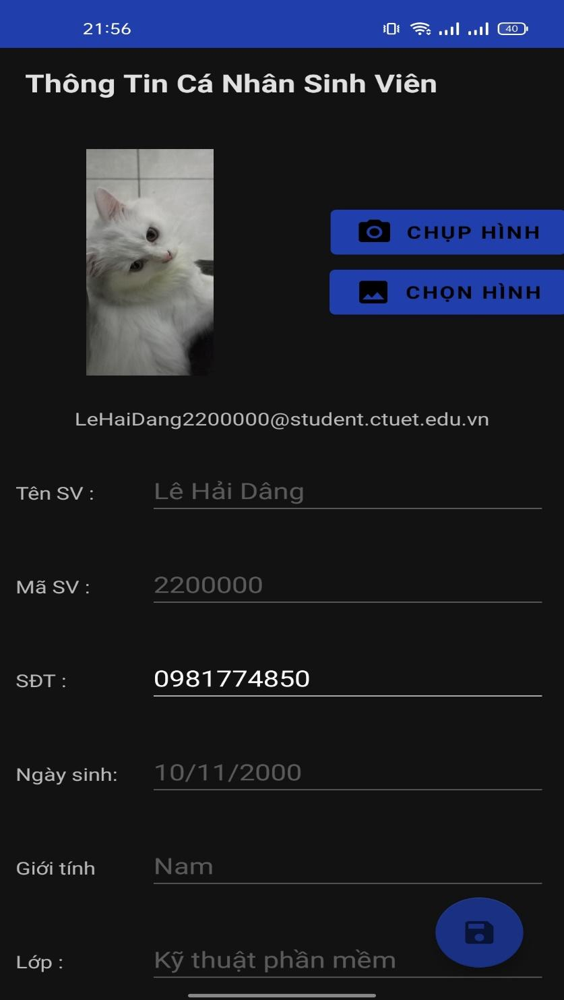 21:56
40
Thông Tin Cá Nhân Sinh Viên
CHỤP HÌNH
CHỌN HÌNH
LeHaiDang2200000@student.ctuet.edu.vn
Tên SV : Lê Hải Dâng
Mã SV : 2200000
SĐT : 0981774850
Ngày sinh: 10/11/2000
Giới tính Nam
Lớp : Kỹ thuật phần mềm